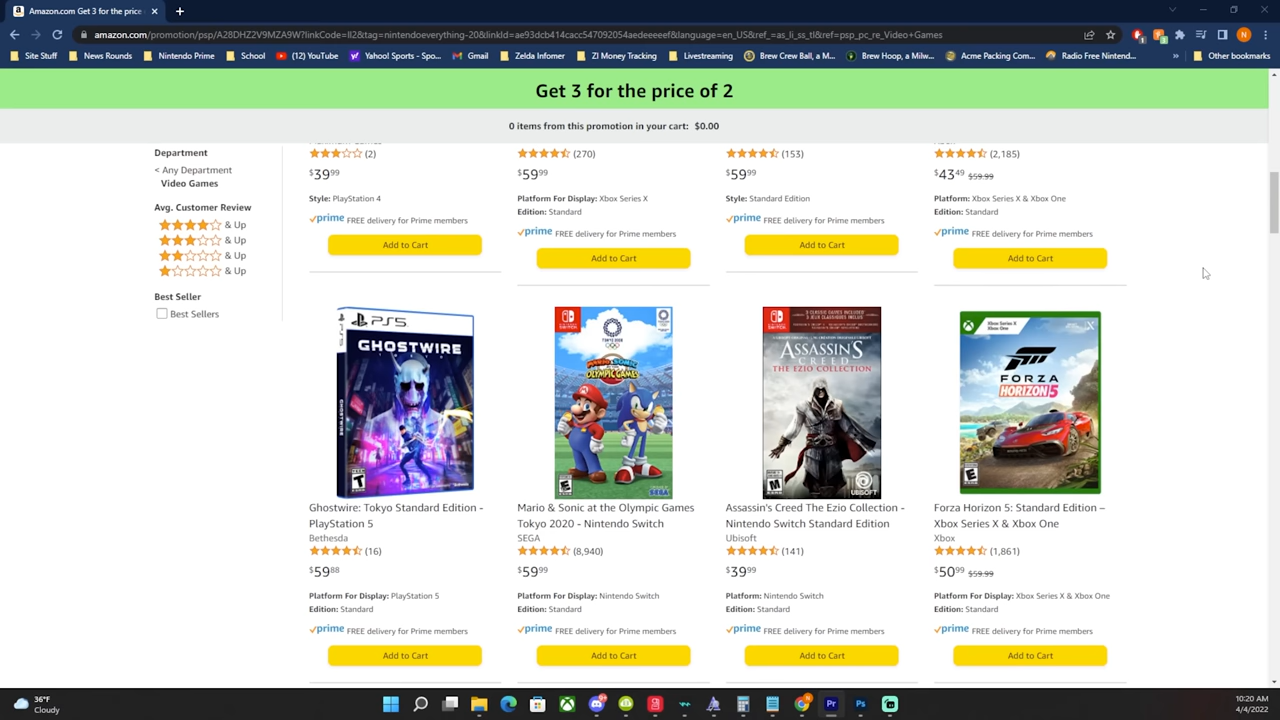 Amazon.com Get 3 for the price
amazon.com/promotion/psp/A28DHZ2V9MZA9W?linkCode=ll2&tag=nintendoeverything-20&linkId=ae93dcb414cacc547092054aedeeeeef&language=en_US&ref_=as_li_ss_tl&ref=psp_pc_re_Video+Games
Site Stuff News Rounds Nintendo Prime School (12) YouTube Yahoo! Sports - Spo... Gmail Zelda Dungeon ZI Money Tracking Livestreaming Brew Crew Ball, a M... Brew Hoop, a Milw... Acme Packing Com... Radio Free Nintend... » Other bookmarks
Get 3 for the price of 2
0 items from this promotion in your cart: $0.00
Department
< Any Department
Video Games
Avg. Customer Review
& Up
& Up
& Up
& Up
Best Seller
Best Sellers
(2)
$39.99
Style: PlayStation 4
prime FREE delivery for Prime members
Add to Cart
(270)
$59.99
Platform For Display: Xbox Series X
Edition: Standard
prime FREE delivery for Prime members
Add to Cart
(153)
$59.99
Style: Standard Edition
prime FREE delivery for Prime members
Add to Cart
(2,185)
$43.49 $59.99
Platform: Xbox Series X & Xbox One
Edition: Standard
prime FREE delivery for Prime members
Add to Cart
PS5
GHOSTWIRE
GHOSTWIRE
T
TOKYO 2020
OLYMPIC GAMES
E
SEGA
ASSASSIN'S
CREED
THE EZIO COLLECTION
M
UBISOFT
Xbox Series X
Xbox One
FORZA
HORIZON 5
E
Ghostwire: Tokyo Standard Edition -
PlayStation 5
Bethesda
(16)
$59.88
Platform For Display: PlayStation 5
Edition: Standard
prime FREE delivery for Prime members
Add to Cart
Mario & Sonic at the Olympic Games
Tokyo 2020 - Nintendo Switch
SEGA
(8,940)
$59.99
Platform For Display: Nintendo Switch
Edition: Standard
prime FREE delivery for Prime members
Add to Cart
Assassin's Creed The Ezio Collection -
Nintendo Switch Standard Edition
Ubisoft
(141)
$39.99
Platform: Nintendo Switch
Edition: Standard
prime FREE delivery for Prime members
Add to Cart
Forza Horizon 5: Standard Edition –
Xbox Series X & Xbox One
Xbox
(1,861)
$50.99 $59.99
Platform For Display: Xbox Series X & Xbox One
Edition: Standard
prime FREE delivery for Prime members
Add to Cart
36°F
Cloudy
10:20 AM
4/4/2022